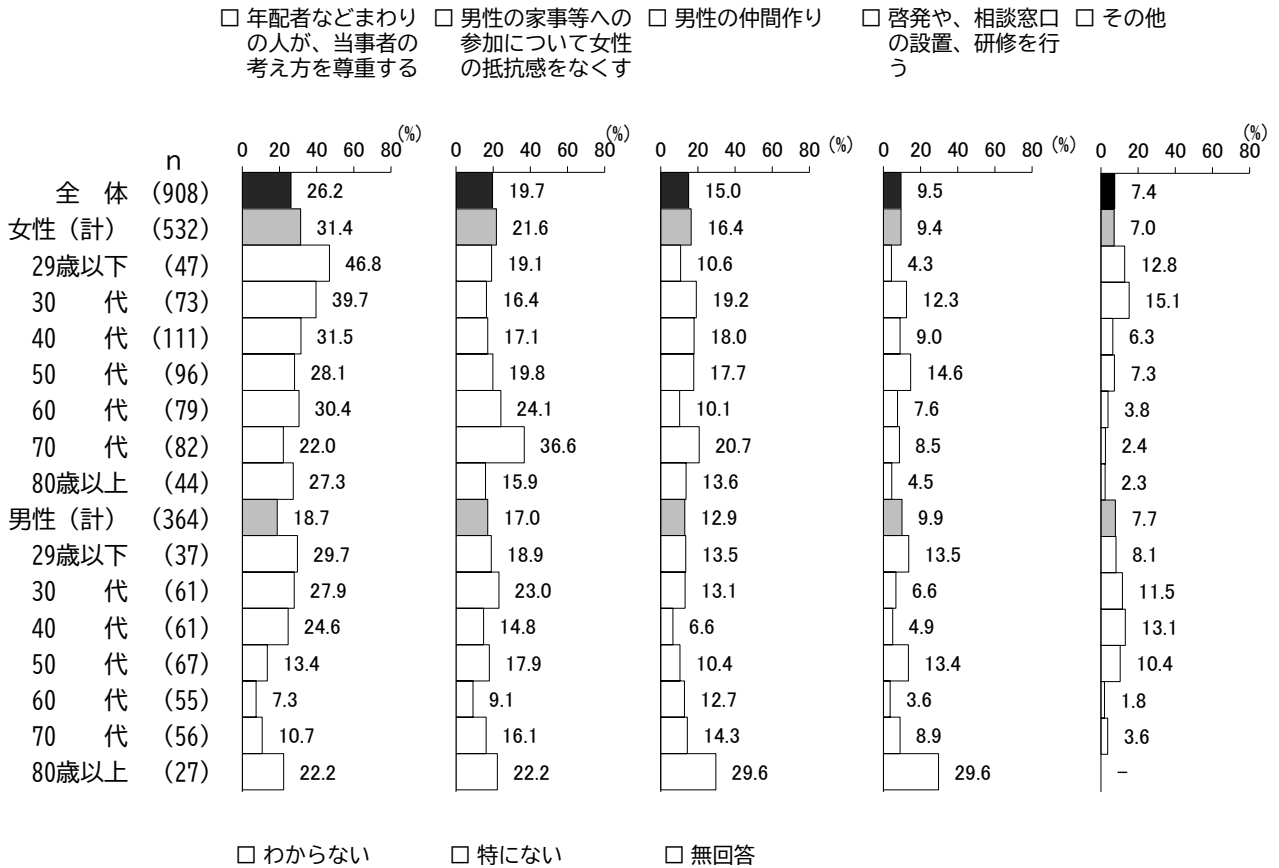 □ 年配者などまわりの人が、当事者の考え方を尊重する
□ 男性の家事等への参加について女性の抵抗感をなくす
□ 男性の仲間作り
□ 啓発や、相談窓口の設置、研修を行う
□ その他
(%) (%) (%) (%) (%)
n 0 20 40 60 80 0 20 40 60 80 0 20 40 60 80 0 20 40 60 80 0 20 40 60 80
全 体 (908) 26.2 19.7 15.0 9.5 7.4
女性（計） (532) 31.4 21.6 16.4 9.4 7.0
29歳以下 (47) 46.8 19.1 10.6 4.3 12.8
30 代 (73) 39.7 16.4 19.2 12.3 15.1
40 代 (111) 31.5 17.1 18.0 9.0 6.3
50 代 (96) 28.1 19.8 17.7 14.6 7.3
60 代 (79) 30.4 24.1 10.1 7.6 3.8
70 代 (82) 22.0 36.6 20.7 8.5 2.4
80歳以上 (44) 27.3 15.9 13.6 4.5 2.3
男性（計） (364) 18.7 17.0 12.9 9.9 7.7
29歳以下 (37) 29.7 18.9 13.5 13.5 8.1
30 代 (61) 27.9 23.0 13.1 6.6 11.5
40 代 (61) 24.6 14.8 6.6 4.9 13.1
50 代 (67) 13.4 17.9 10.4 13.4 10.4
60 代 (55) 7.3 9.1 12.7 3.6 1.8
70 代 (56) 10.7 16.1 14.3 8.9 3.6
80歳以上 (27) 22.2 22.2 29.6 29.6 −
□ わからない □ 特にない □ 無回答